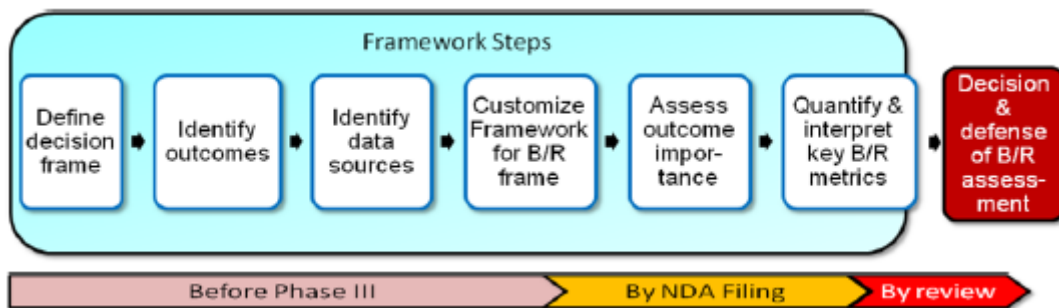 Framework Steps
Define
decision
frame
Identify
outcomes
Identify
data
sources
Customize
Framework
for B/R
frame
Assess
outcome
impor-
tance
Quantify &
interpret
key B/R
metrics
Decision
&
defense
of B/R
assess-
ment
Before Phase III
By NDA Filing
By review